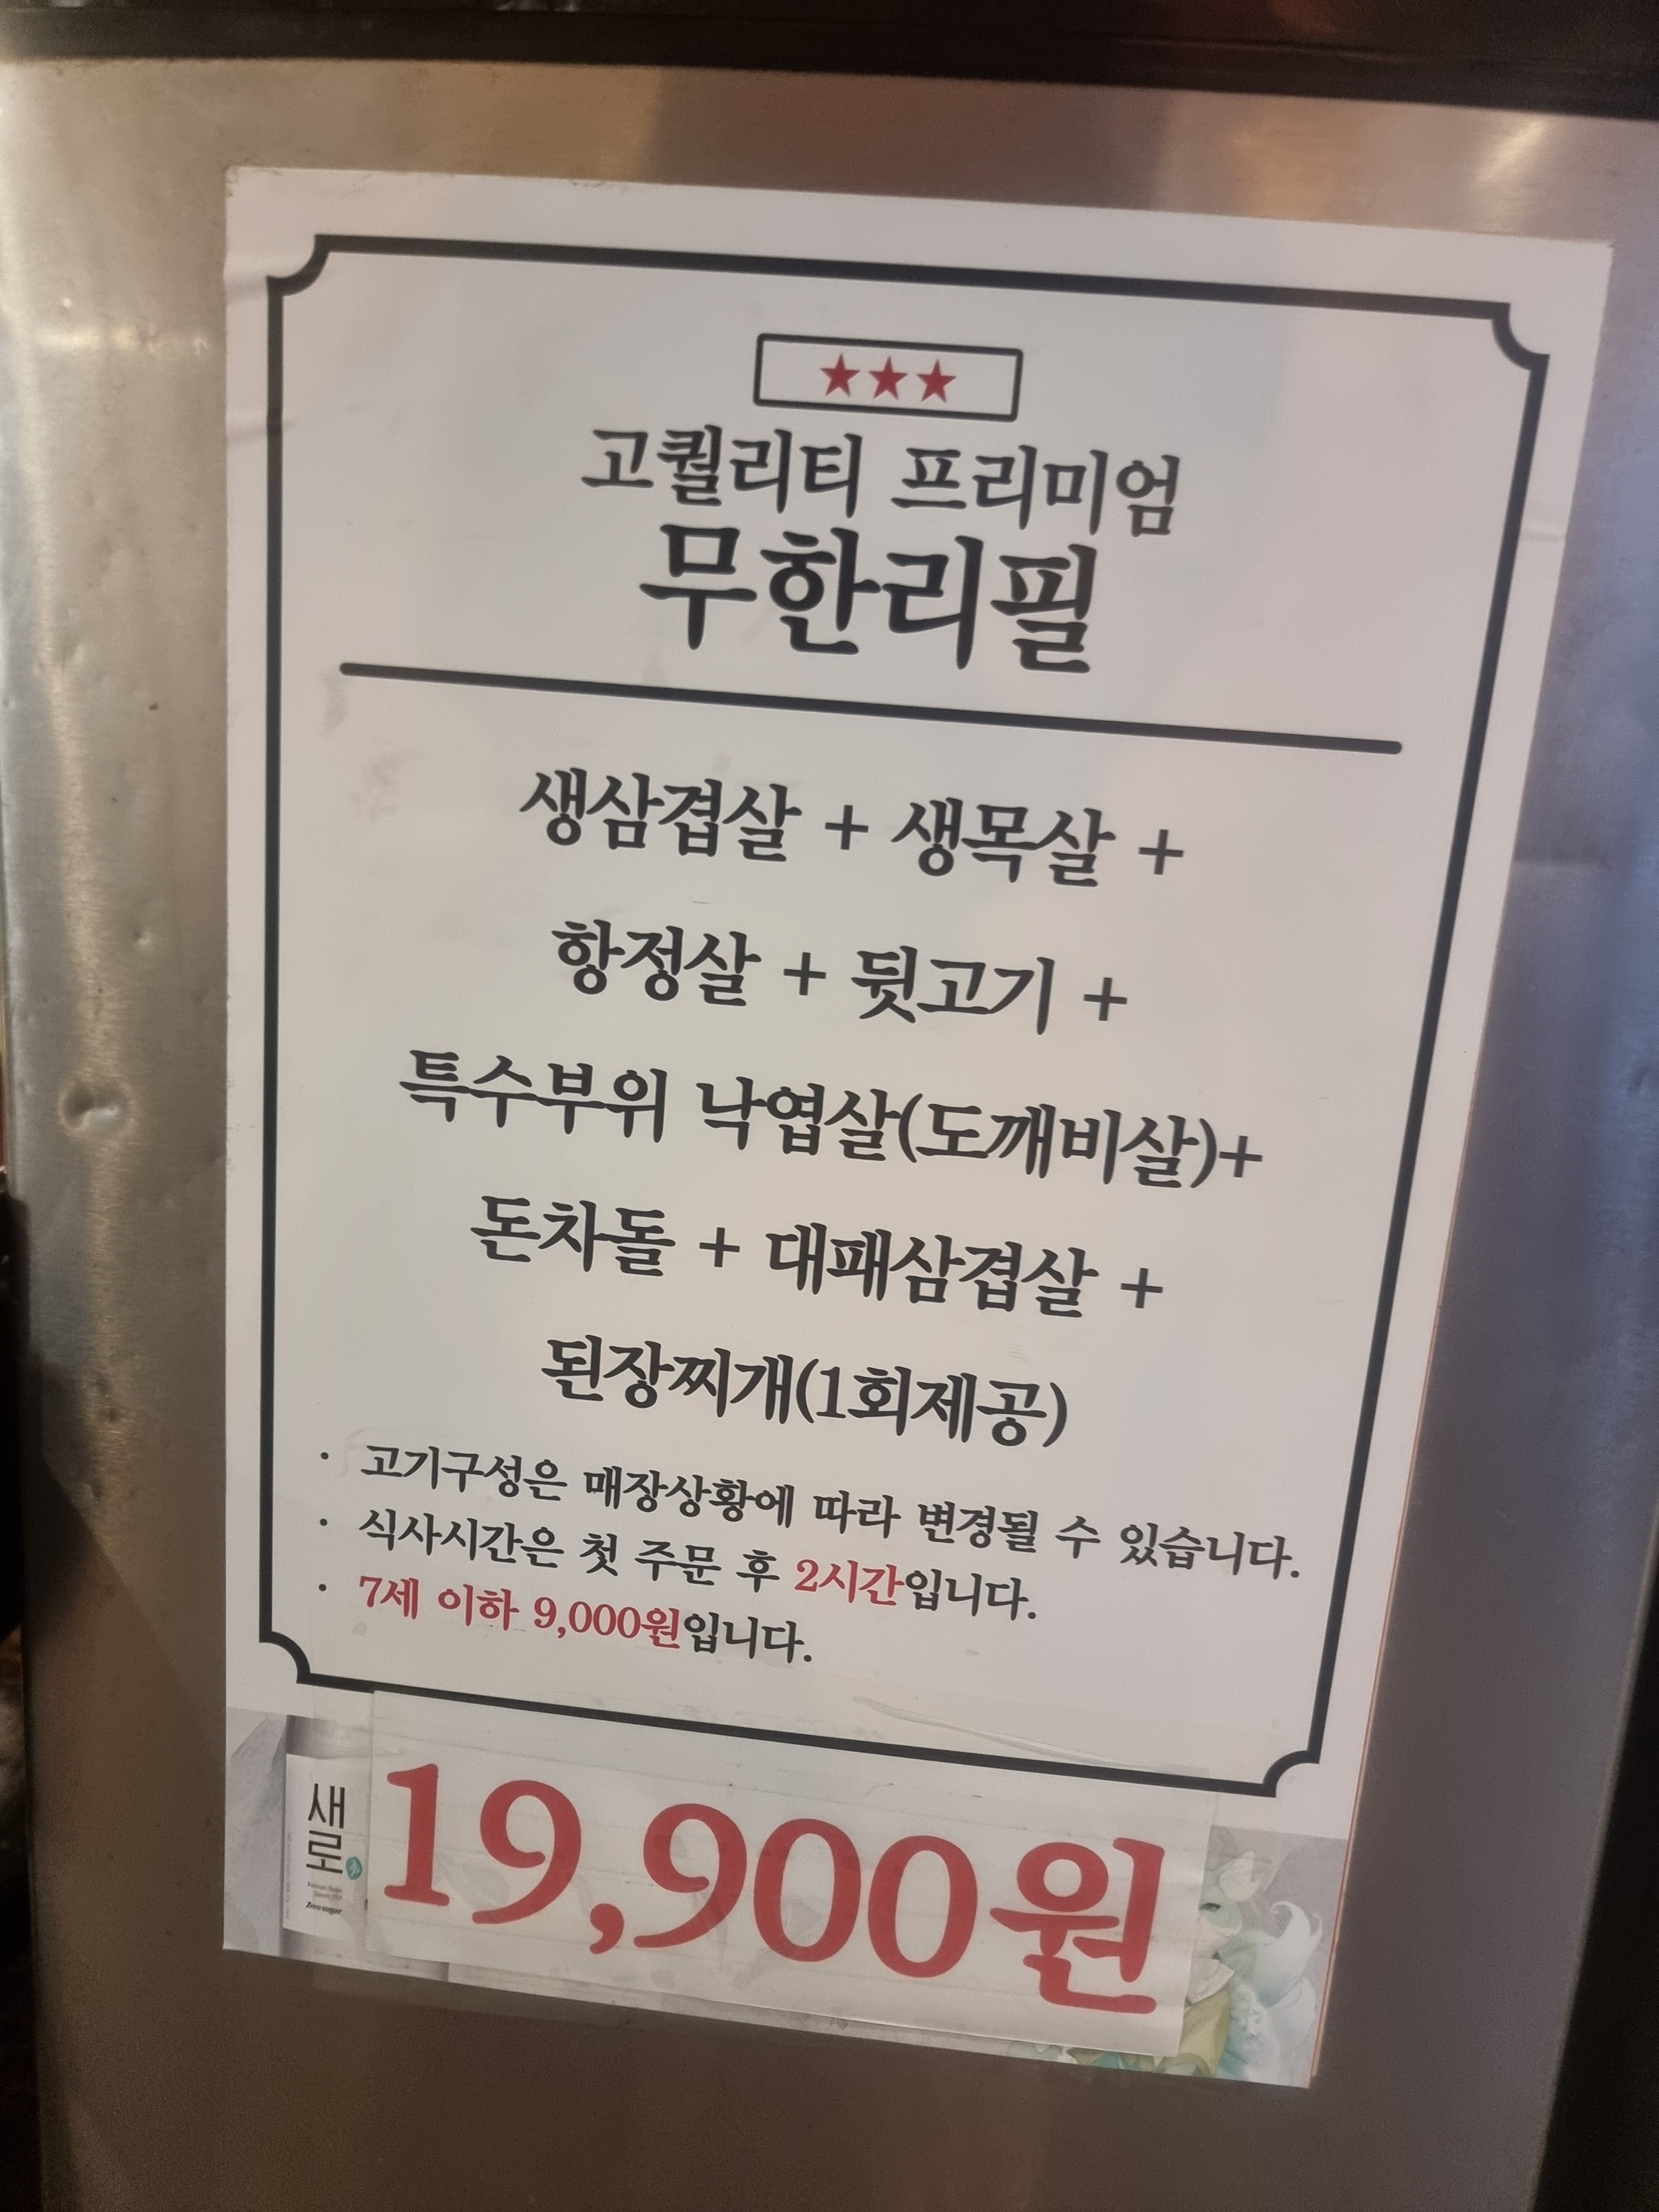 ★★★
고퀄리티 프리미엄
무한리필
생삼겹살 + 생목살 +
항정살 + 뒷고기 +
특수부위 낙엽살(도깨비살)+
돈차돌 + 대패삼겹살 +
된장찌개(1회제공)
· 고기구성은 매장상황에 따라 변경될 수 있습니다.
· 식사시간은 첫 주문 후 2시간입니다.
· 7세 이하 9,000원입니다.
새로
Zero sugar
19,900원